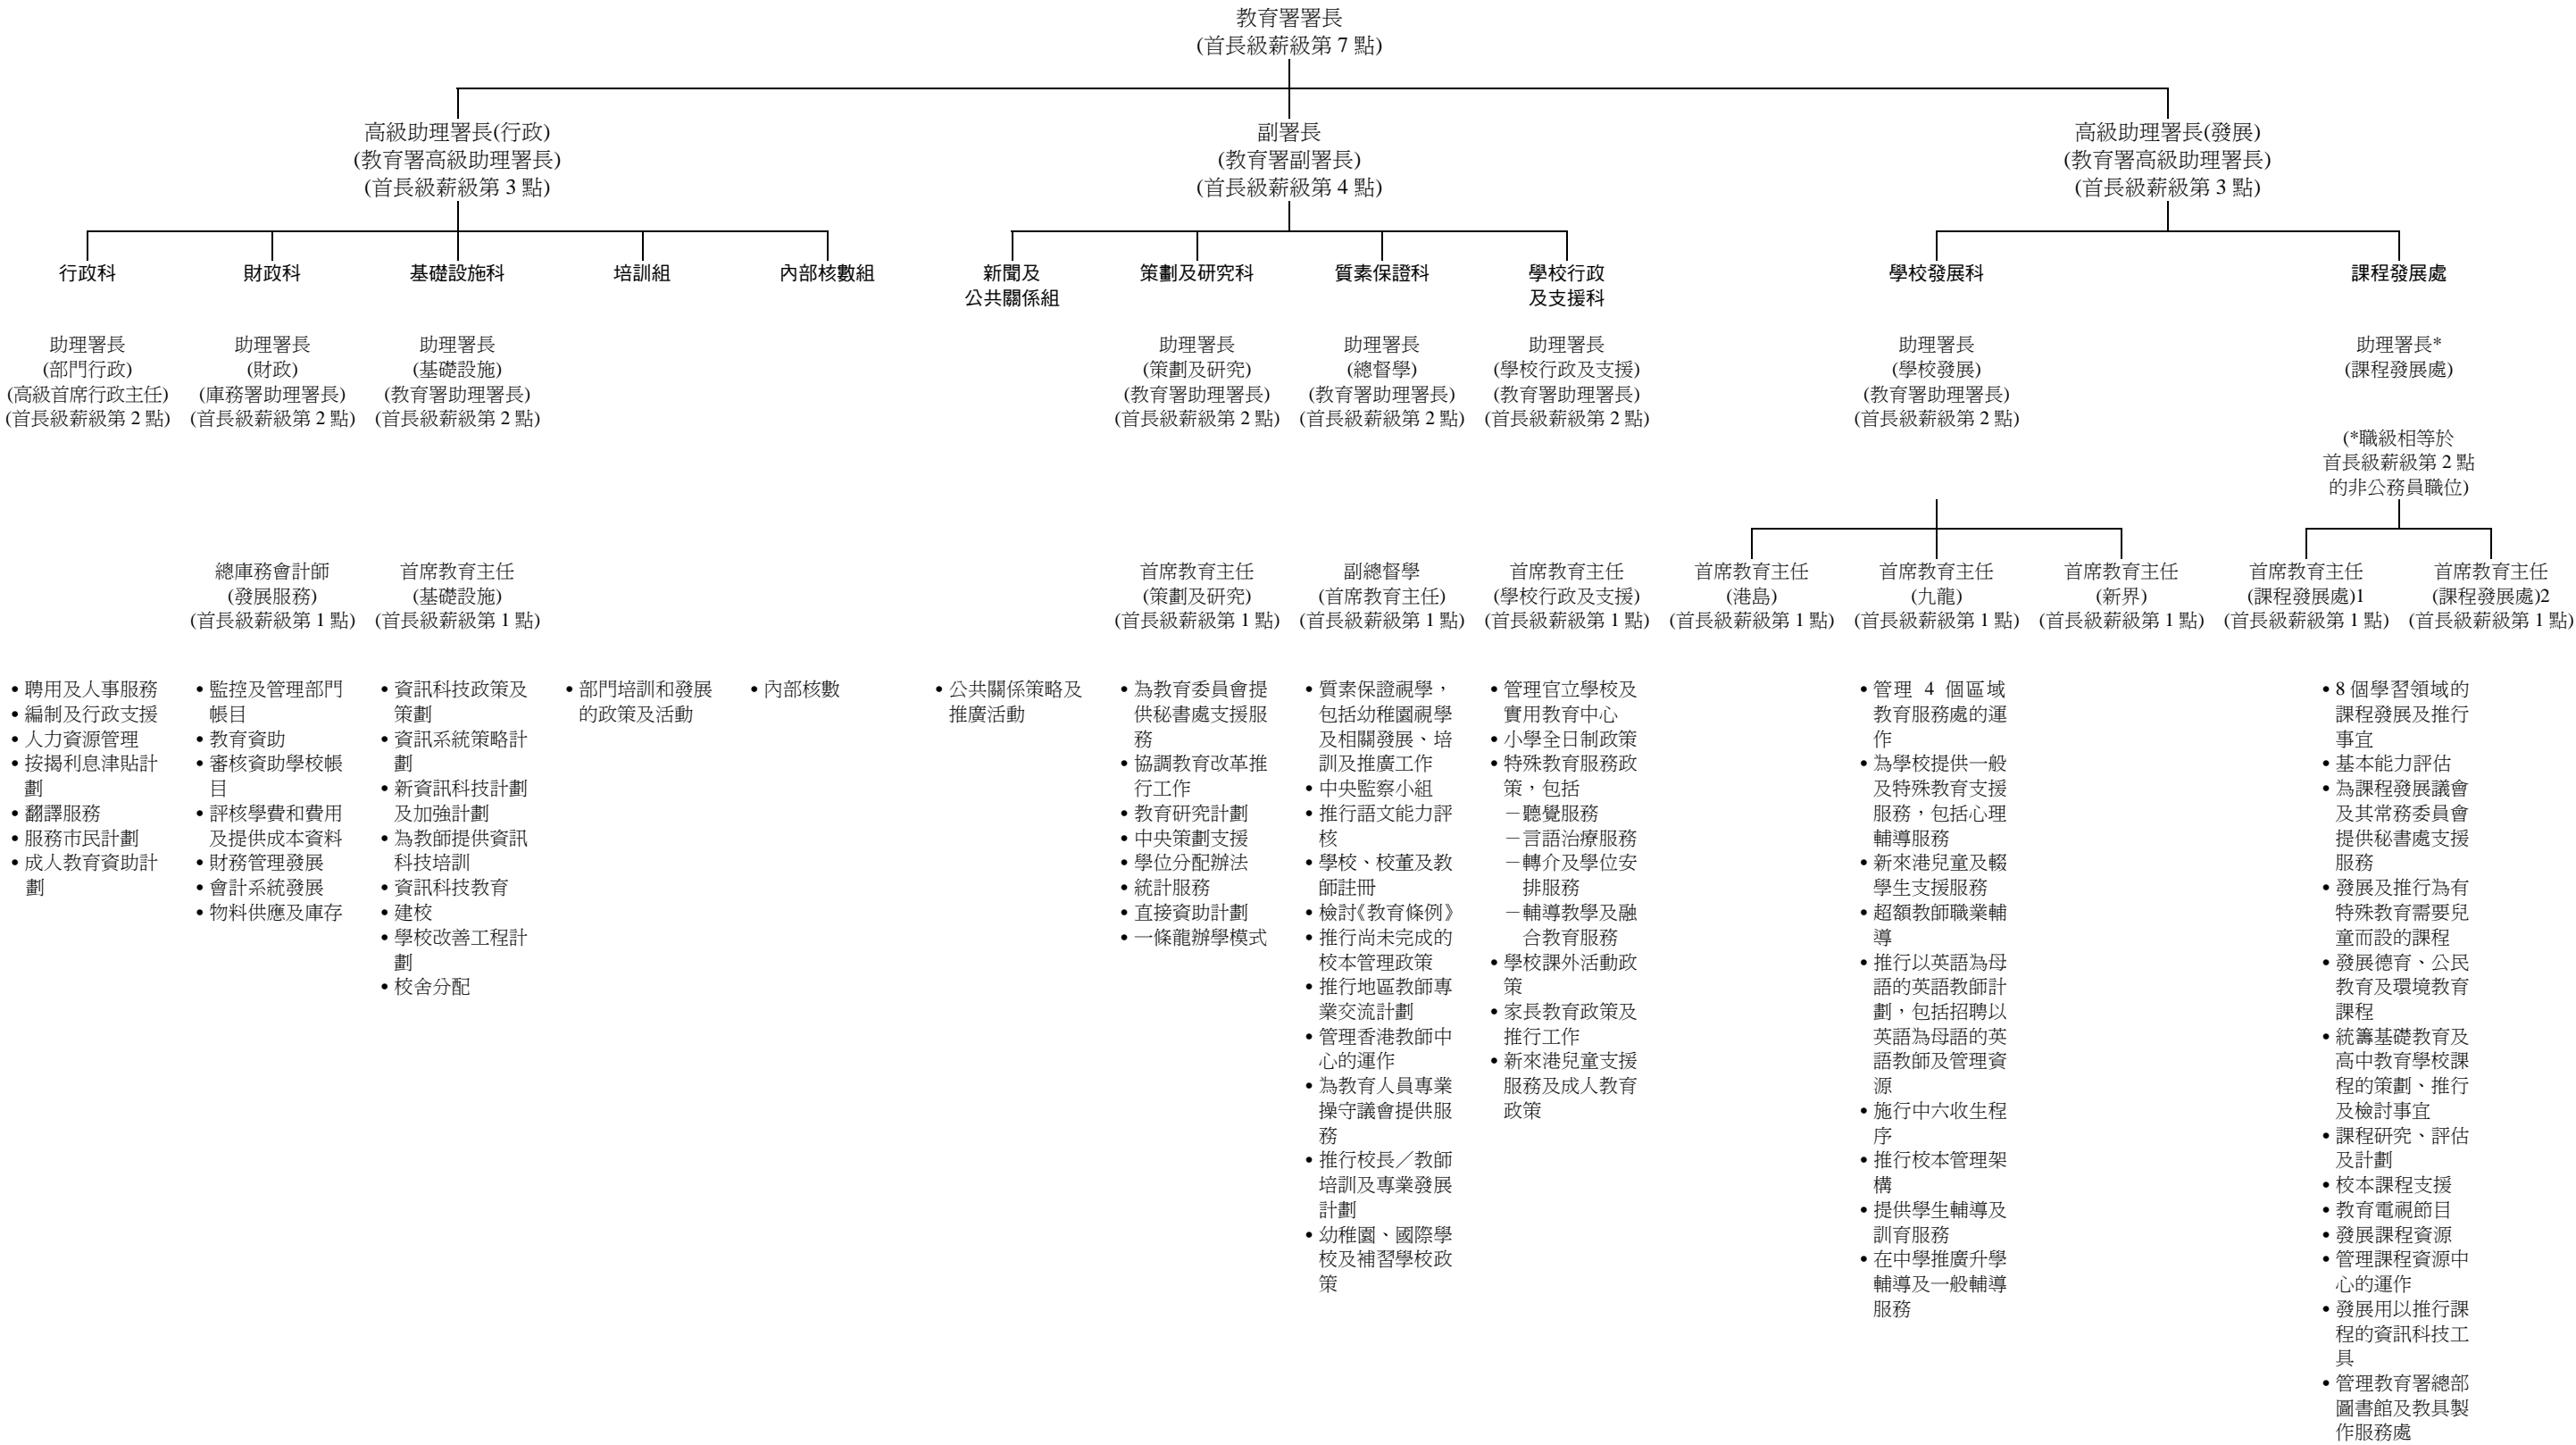 教育署署長
(首長級薪級第 7 點)
高級助理署長(行政)
(教育署高級助理署長)
(首長級薪級第 3 點)
副署長
(教育署副署長)
(首長級薪級第 4 點)
高級助理署長(發展)
(教育署高級助理署長)
(首長級薪級第 3 點)
行政科
財政科
基礎設施科
培訓組
內部核數組
新聞及
公共關係組
策劃及研究科
質素保證科
學校行政
及支援科
學校發展科
課程發展處
助理署長
(部門行政)
(高級首席行政主任)
(首長級薪級第 2 點)
助理署長
(財政)
(庫務署助理署長)
(首長級薪級第 2 點)
助理署長
(基礎設施)
(教育署助理署長)
(首長級薪級第 2 點)
助理署長
(策劃及研究)
(教育署助理署長)
(首長級薪級第 2 點)
助理署長
(總督學)
(教育署助理署長)
(首長級薪級第 2 點)
助理署長
(學校行政及支援)
(教育署助理署長)
(首長級薪級第 2 點)
助理署長
(學校發展)
(教育署助理署長)
(首長級薪級第 2 點)
助理署長*
(課程發展處)
(*職級相等於
首長級薪級第 2 點
的非公務員職位)
總庫務會計師
(發展服務)
(首長級薪級第 1 點)
首席教育主任
(基礎設施)
(首長級薪級第 1 點)
首席教育主任
(策劃及研究)
(首長級薪級第 1 點)
副總督學
(首席教育主任)
(首長級薪級第 1 點)
首席教育主任
(學校行政及支援)
(首長級薪級第 1 點)
首席教育主任
(港島)
(首長級薪級第 1 點)
首席教育主任
(九龍)
(首長級薪級第 1 點)
首席教育主任
(新界)
(首長級薪級第 1 點)
首席教育主任
(課程發展處)1
(首長級薪級第 1 點)
首席教育主任
(課程發展處)2
(首長級薪級第 1 點)
• 聘用及人事服務
• 編制及行政支援
• 人力資源管理
• 按揭利息津貼計
劃
• 翻譯服務
• 服務市民計劃
• 成人教育資助計
劃
• 監控及管理部門
帳目
• 教育資助
• 審核資助學校帳
目
• 評核學費和費用
及提供成本資料
• 財務管理發展
• 會計系統發展
• 物料供應及庫存
• 資訊科技政策及
策劃
• 資訊系統策略計
劃
• 新資訊科技計劃
及加強計劃
• 為教師提供資訊
科技培訓
• 資訊科技教育
• 建校
• 學校改善工程計
劃
• 校舍分配
• 部門培訓和發展
的政策及活動
• 內部核數
• 公共關係策略及
推廣活動
• 為教育委員會提
供秘書處支援服
務
• 協調教育改革推
行工作
• 教育研究計劃
• 中央策劃支援
• 學位分配辦法
• 統計服務
• 直接資助計劃
• 一條龍辦學模式
• 質素保證視學，
包括幼稚園視學
及相關發展、培
訓及推廣工作
• 中央監察小組
• 推行語文能力評
核
• 學校、校董及教
師註冊
• 檢討《教育條例》
• 推行尚未完成的
校本管理政策
• 推行地區教師專
業交流計劃
• 管理香港教師中
心的運作
• 為教育人員專業
操守議會提供服
務
• 推行校長／教師
培訓及專業發展
計劃
• 幼稚園、國際學
校及補習學校政
策
• 管理官立學校及
實用教育中心
• 小學全日制政策
• 特殊教育服務政
策，包括
－聽覺服務
－言語治療服務
－轉介及學位安
排服務
－輔導教學及融
合教育服務
• 學校課外活動政
策
• 家長教育政策及
推行工作
• 新來港兒童支援
服務及成人教育
政策
• 管理 4 個區域
教育服務處的運
作
• 為學校提供一般
及特殊教育支援
服務，包括心理
輔導服務
• 新來港兒童及輟
學生支援服務
• 超額教師職業輔
導
• 推行以英語為母
語的英語教師計
劃，包括招聘以
英語為母語的英
語教師及管理資
源
• 施行中六收生程
序
• 推行校本管理架
構
• 提供學生輔導及
訓育服務
• 在中學推廣升學
輔導及一般輔導
服務
• 8 個學習領域的
課程發展及推行
事宜
• 基本能力評估
• 為課程發展議會
及其常務委員會
提供秘書處支援
服務
• 發展及推行為有
特殊教育需要兒
童而設的課程
• 發展德育、公民
教育及環境教育
課程
• 統籌基礎教育及
高中教育學校課
程的策劃、推行
及檢討事宜
• 課程研究、評估
及計劃
• 校本課程支援
• 教育電視節目
• 發展課程資源
• 管理課程資源中
心的運作
• 發展用以推行課
程的資訊科技工
具
• 管理教育署總部
圖書館及教具製
作服務處